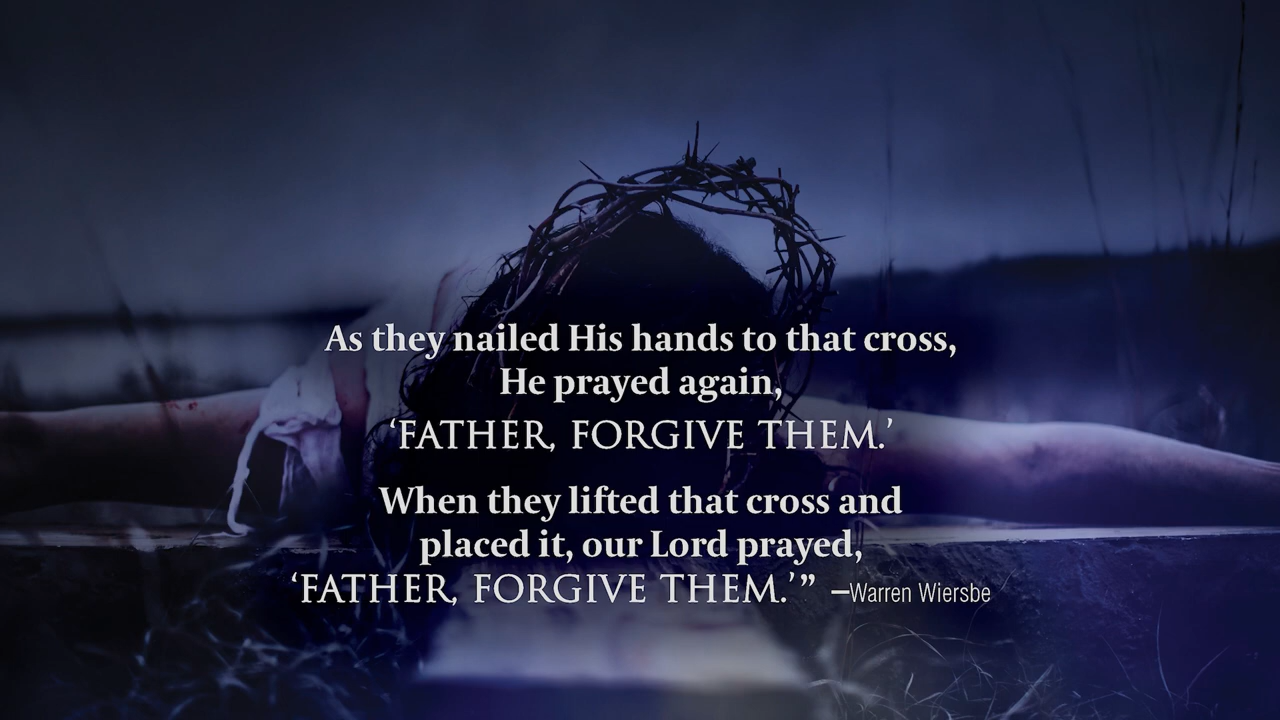 As they nailed His hands to that cross,
He prayed again,
‘FATHER, FORGIVE THEM.’
When they lifted that cross and
placed it, our Lord prayed,
‘FATHER, FORGIVE THEM.’” –Warren Wiersbe